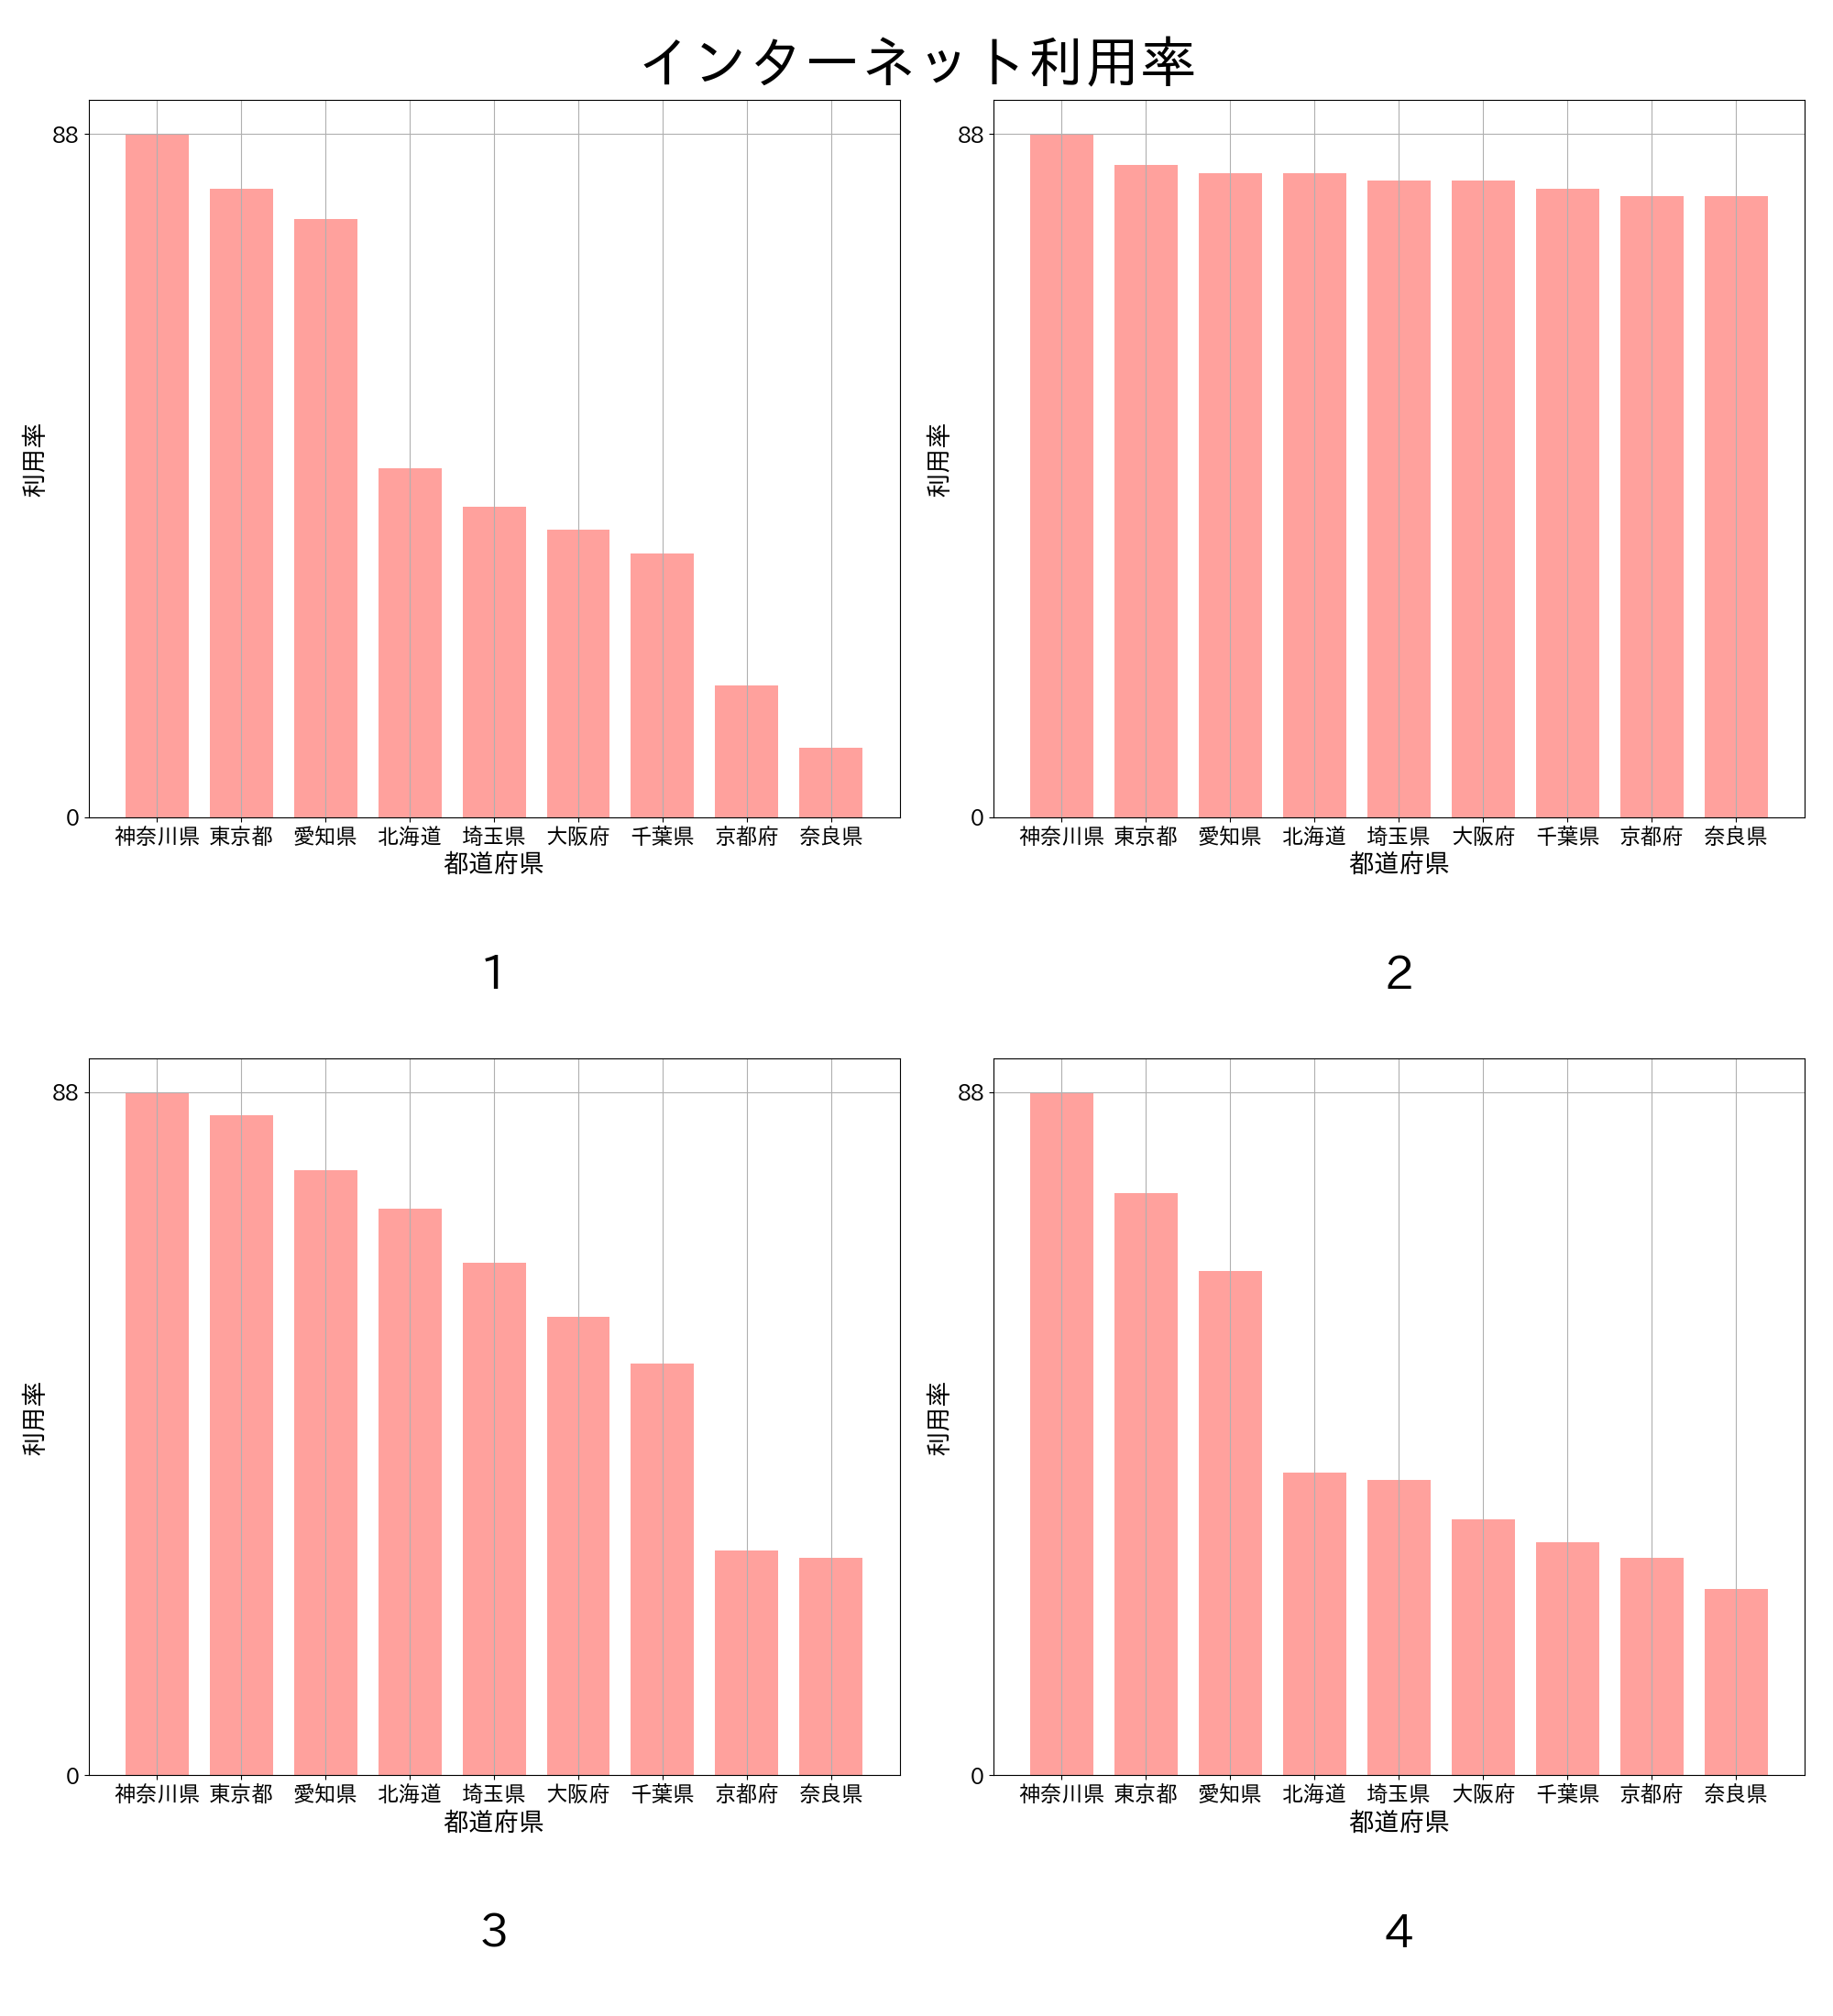 インターネット利用率
88
0
利用率
神奈川県 東京都 愛知県 北海道 埼玉県 大阪府 千葉県 京都府 奈良県
都道府県
1
88
0
利用率
神奈川県 東京都 愛知県 北海道 埼玉県 大阪府 千葉県 京都府 奈良県
都道府県
2
88
0
利用率
神奈川県 東京都 愛知県 北海道 埼玉県 大阪府 千葉県 京都府 奈良県
都道府県
3
88
0
利用率
神奈川県 東京都 愛知県 北海道 埼玉県 大阪府 千葉県 京都府 奈良県
都道府県
4